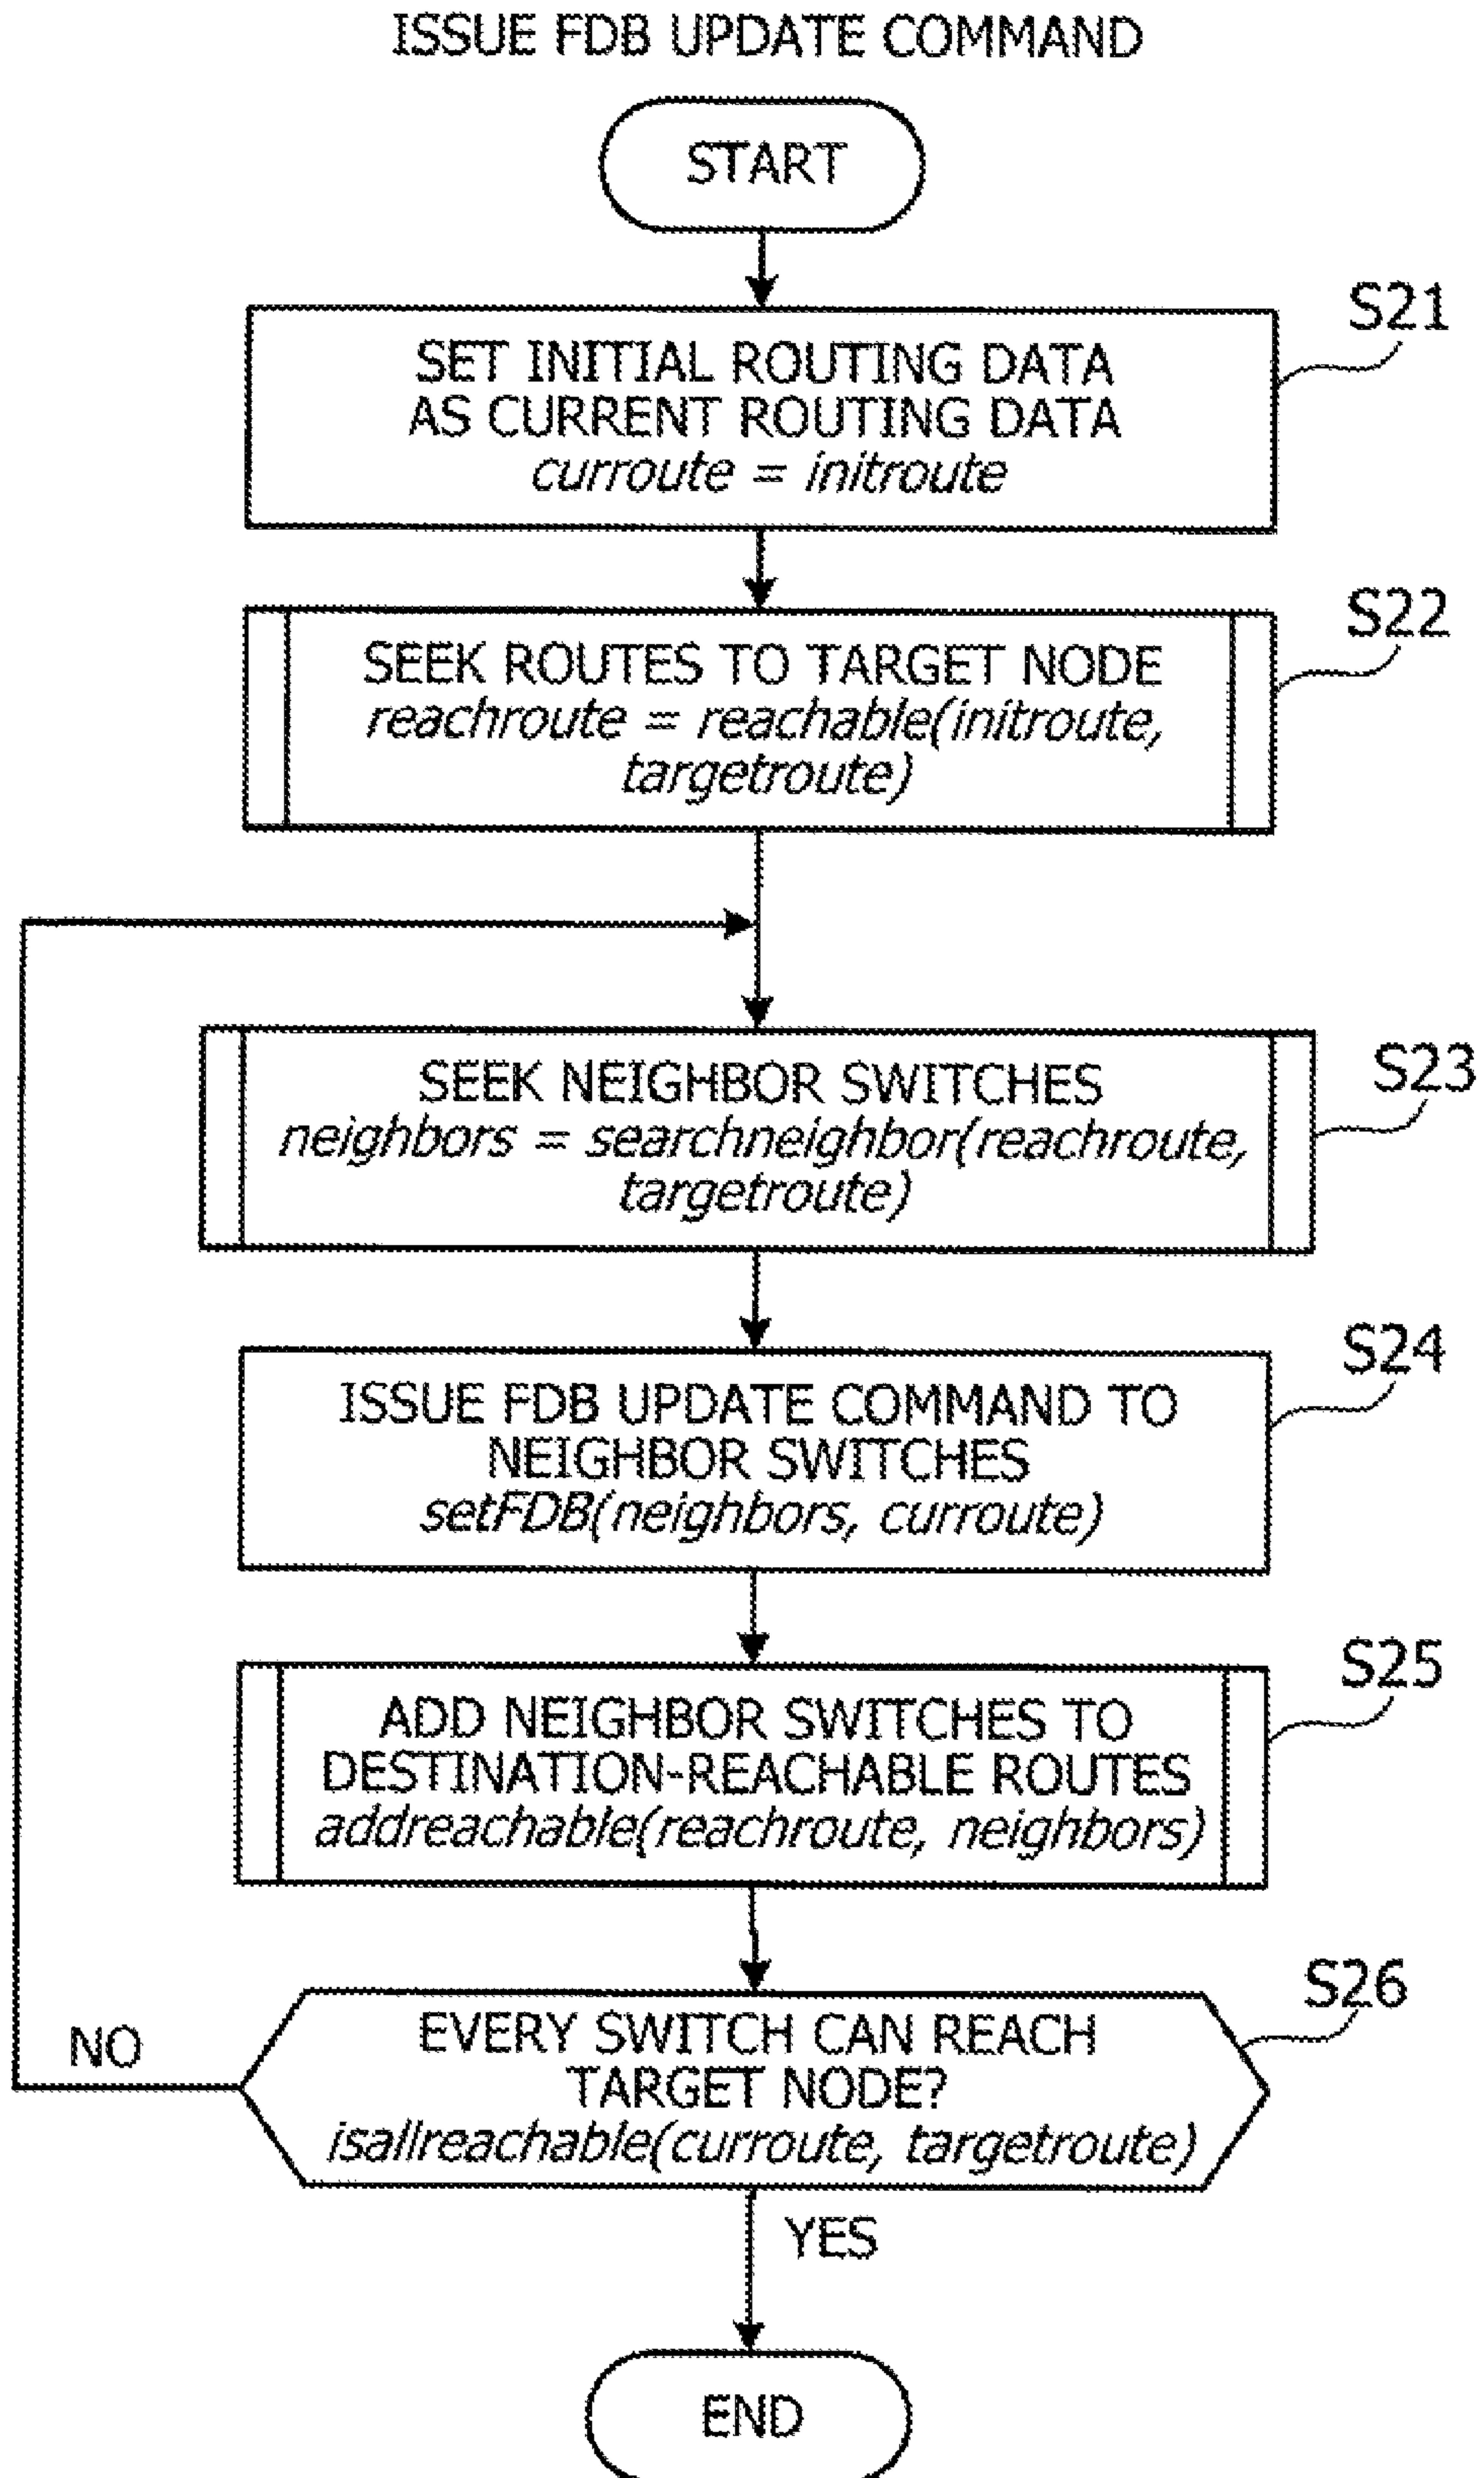 ISSUE FDB UPDATE COMMAND
START
S21
SET INITIAL ROUTING DATA
AS CURRENT ROUTING DATA
curroute = initroute
S22
SEEK ROUTES TO TARGET NODE
reachroute = reachable(initroute,
targetroute)
S23
SEEK NEIGHBOR SWITCHES
neighbors = searchneighbor(reachroute,
targetroute)
S24
ISSUE FDB UPDATE COMMAND TO
NEIGHBOR SWITCHES
setFDB(neighbors, curroute)
S25
ADD NEIGHBOR SWITCHES TO
DESTINATION-REACHABLE ROUTES
addreachable(reachroute, neighbors)
S26
EVERY SWITCH CAN REACH
TARGET NODE?
isallreachable(curroute, targetroute)
NO
YES
END